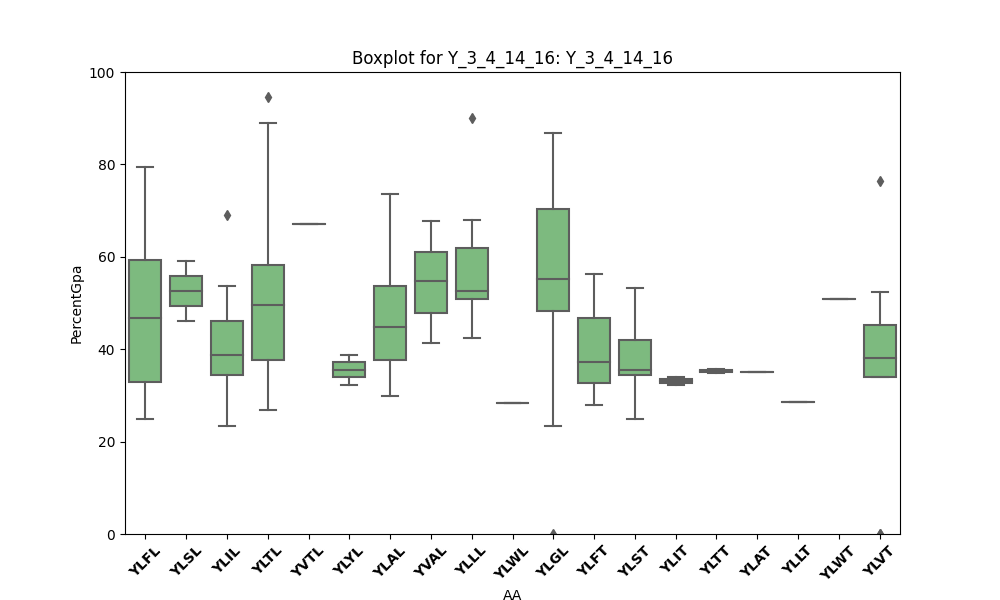 Boxplot for Y_3_4_14_16: Y_3_4_14_16
100
80
60
40
20
0
PercentGpa
YLFL YLSL YLIL YLTL YVTL YLYL YLAL YVAL YLLL YLWL YLGL YLFT YLST YLIT YLTT YLAT YLLT YLWT YLVT
AA